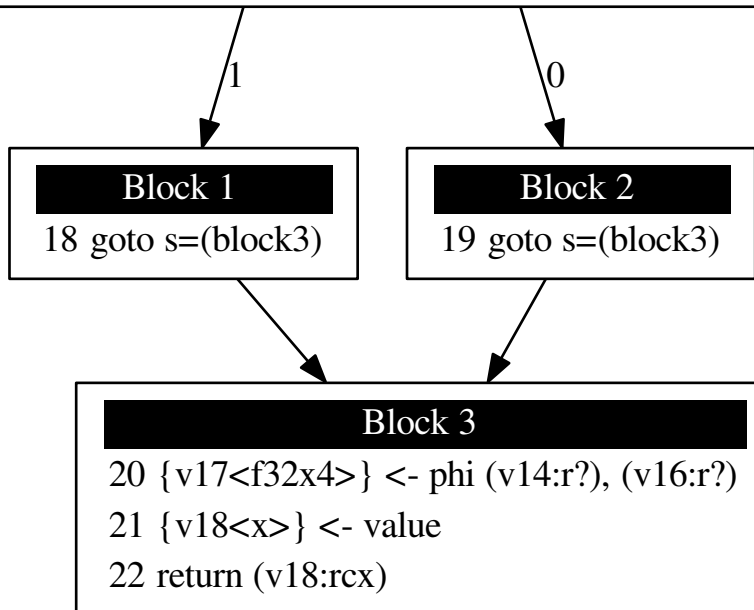 1
0
Block 1
18 goto s=(block3)
Block 2
19 goto s=(block3)
Block 3
20 {v17<f32x4>} <- phi (v14:r?), (v16:r?)
21 {v18<x>} <- value
22 return (v18:rcx)